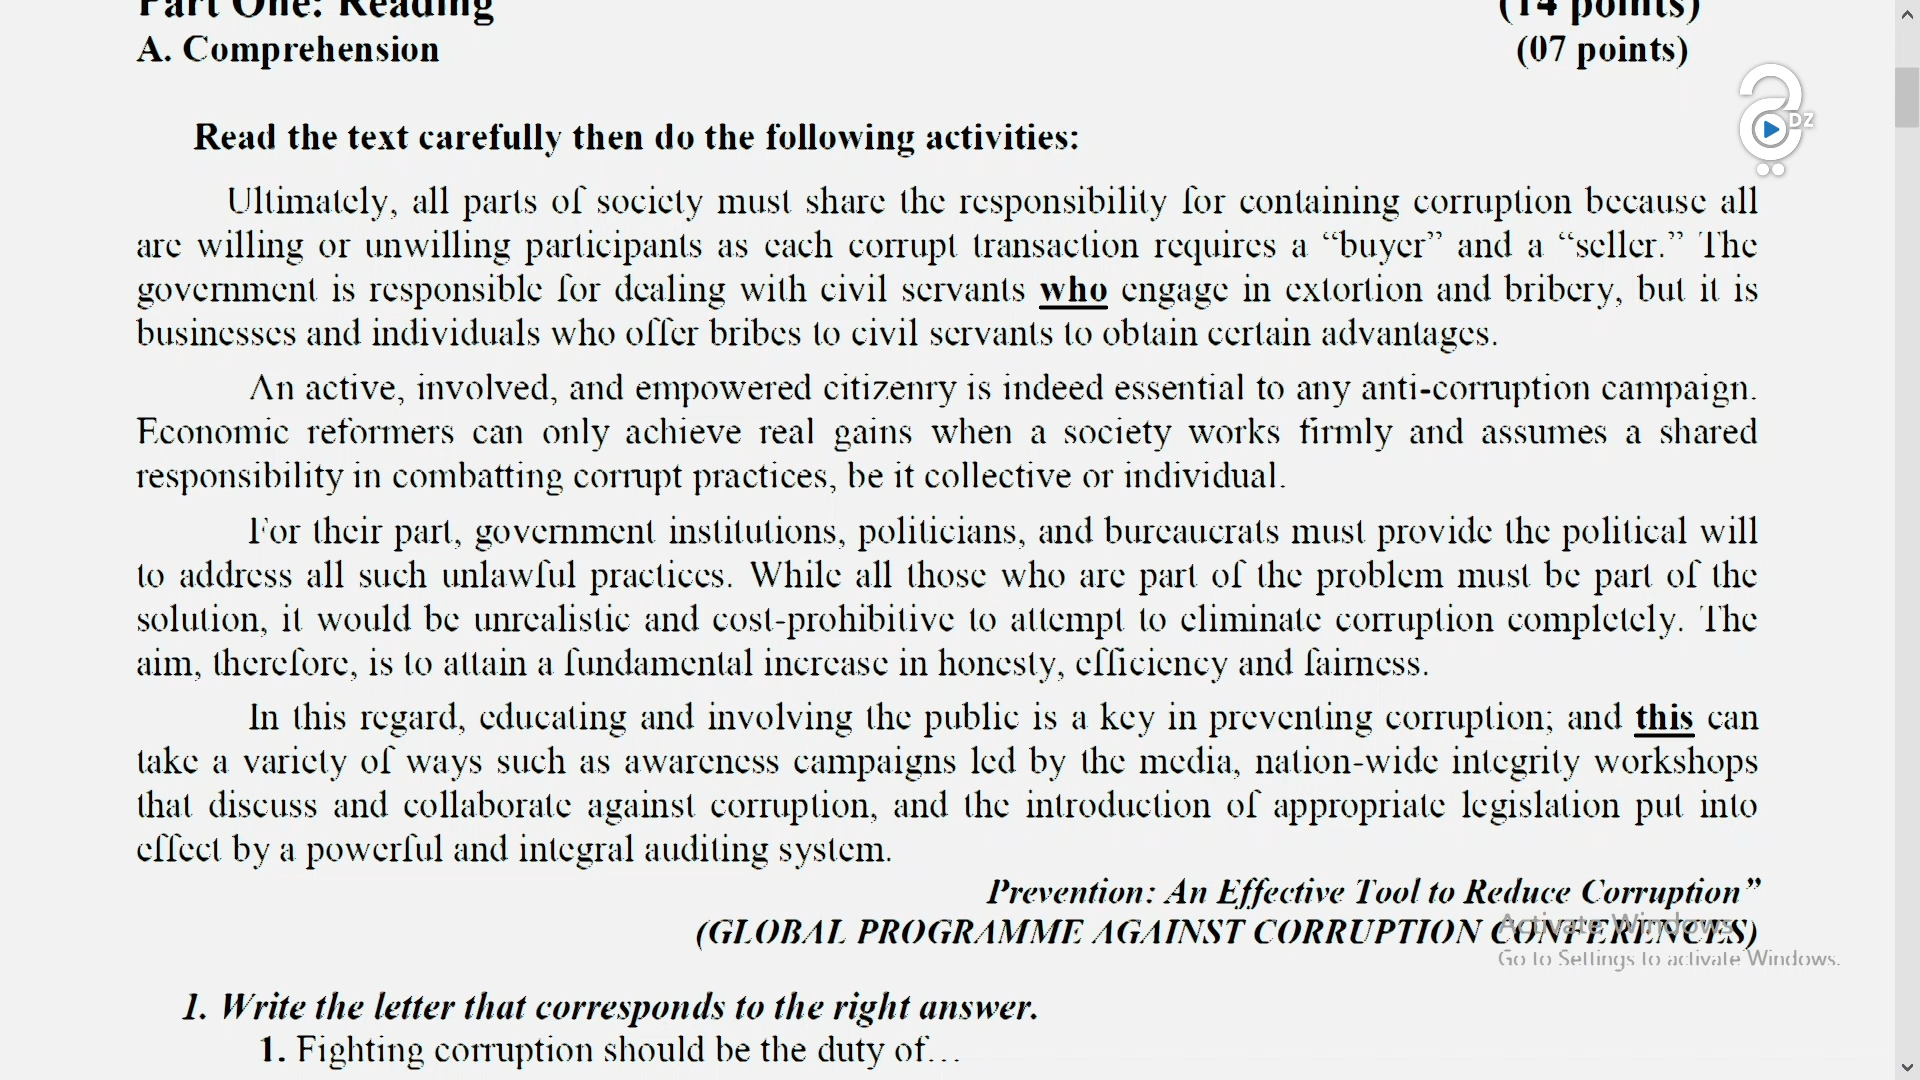 Part One: Reading (14 points)
A. Comprehension (07 points)
DZ
Read the text carefully then do the following activities:
Ultimately, all parts of society must share the responsibility for containing corruption because all
are willing or unwilling participants as each corrupt transaction requires a “buyer” and a “seller.” The
government is responsible for dealing with civil servants who engage in extortion and bribery, but it is
businesses and individuals who offer bribes to civil servants to obtain certain advantages.
An active, involved, and empowered citizenry is indeed essential to any anti-corruption campaign.
Economic reformers can only achieve real gains when a society works firmly and assumes a shared
responsibility in combatting corrupt practices, be it collective or individual.
For their part, government institutions, politicians, and bureaucrats must provide the political will
to address all such unlawful practices. While all those who are part of the problem must be part of the
solution, it would be unrealistic and cost-prohibitive to attempt to eliminate corruption completely. The
aim, therefore, is to attain a fundamental increase in honesty, efficiency and fairness.
In this regard, educating and involving the public is a key in preventing corruption; and this can
take a variety of ways such as awareness campaigns led by the media, nation-wide integrity workshops
that discuss and collaborate against corruption, and the introduction of appropriate legislation put into
effect by a powerful and integral auditing system.
Prevention: An Effective Tool to Reduce Corruption”
(GLOBAL PROGRAMME AGAINST CORRUPTION CONFERENCES)
Activate Windows
Go to Settings to activate Windows.
1. Write the letter that corresponds to the right answer.
1. Fighting corruption should be the duty of…